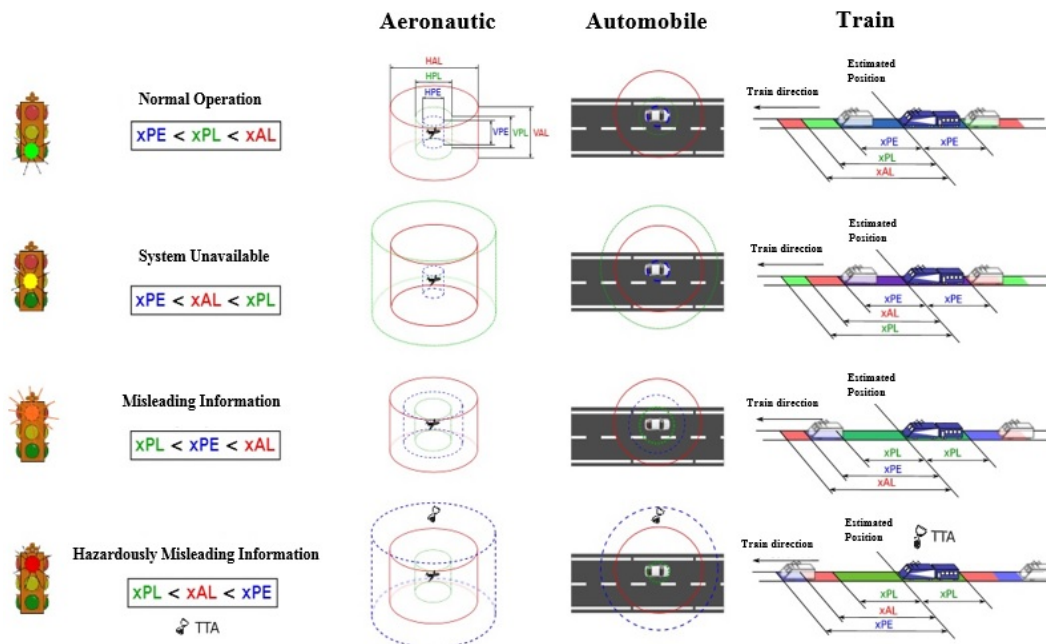 Aeronautic Automobile Train
Normal Operation
xPE < xPL < xAL
HAL
HPL
HPE
VPE VPL VAL
Estimated
Position
Train direction
xPE xPE
xPL
xAL
System Unavailable
xPE < xAL < xPL
Estimated
Position
Train direction
xPE xPE
xAL
xPL
Misleading Information
xPL < xPE < xAL
Estimated
Position
Train direction
xPL xPL
xPE
xAL
Hazardously Misleading Information
xPL < xAL < xPE
TTA
Estimated
Position
TTA
Train direction
xPL xPL
xAL
xPE